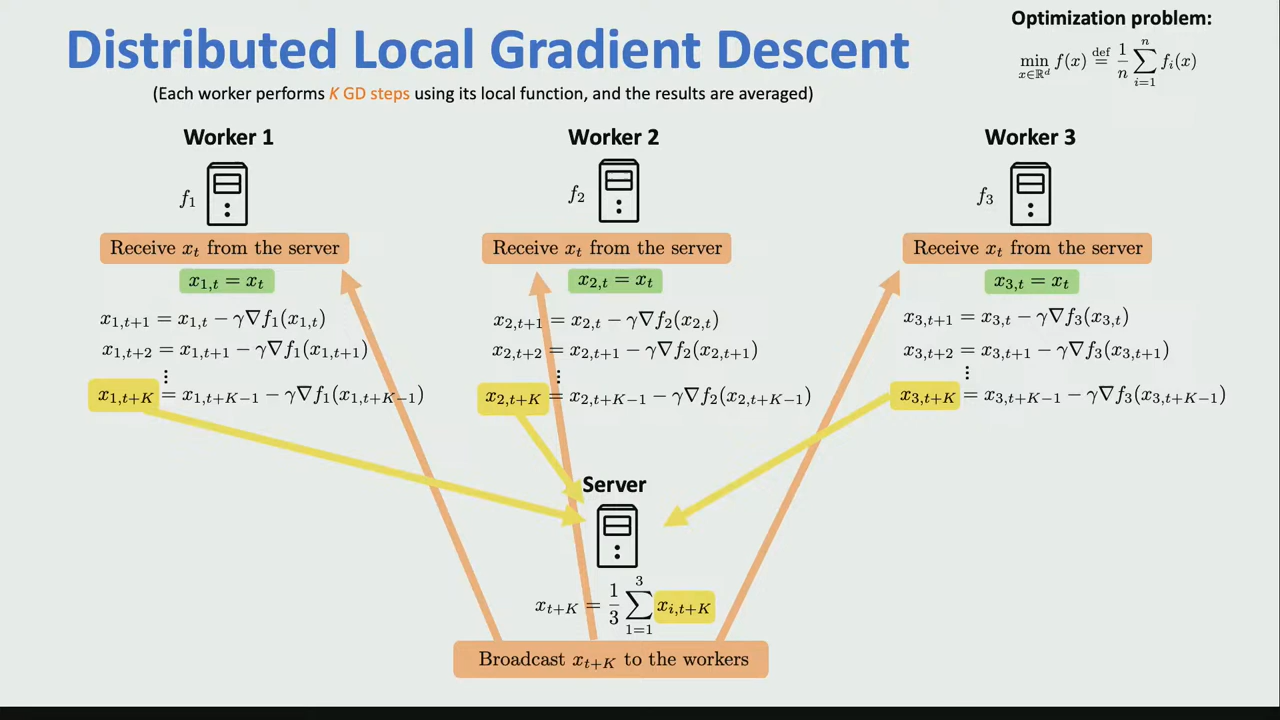 Distributed Local Gradient Descent
(Each worker performs K GD steps using its local function, and the results are averaged)
Optimization problem:
min_{x∈ℝ^d} f(x) \overset{def}{=} \frac{1}{n} \sum_{i=1}^{n} f_i(x)
Worker 1
f_1
Receive x_t from the server
x_{1,t} = x_t
x_{1,t+1} = x_{1,t} − γ∇f_1(x_{1,t})
x_{1,t+2} = x_{1,t+1} − γ∇f_1(x_{1,t+1})
⋮
x_{1,t+K} = x_{1,t+K−1} − γ∇f_1(x_{1,t+K−1})
Worker 2
f_2
Receive x_t from the server
x_{2,t} = x_t
x_{2,t+1} = x_{2,t} − γ∇f_2(x_{2,t})
x_{2,t+2} = x_{2,t+1} − γ∇f_2(x_{2,t+1})
⋮
x_{2,t+K} = x_{2,t+K−1} − γ∇f_2(x_{2,t+K−1})
Worker 3
f_3
Receive x_t from the server
x_{3,t} = x_t
x_{3,t+1} = x_{3,t} − γ∇f_3(x_{3,t})
x_{3,t+2} = x_{3,t+1} − γ∇f_3(x_{3,t+1})
⋮
x_{3,t+K} = x_{3,t+K−1} − γ∇f_3(x_{3,t+K−1})
Server
x_{t+K} = \frac{1}{3} \sum_{1=1}^{3} x_{i,t+K}
Broadcast x_{t+K} to the workers